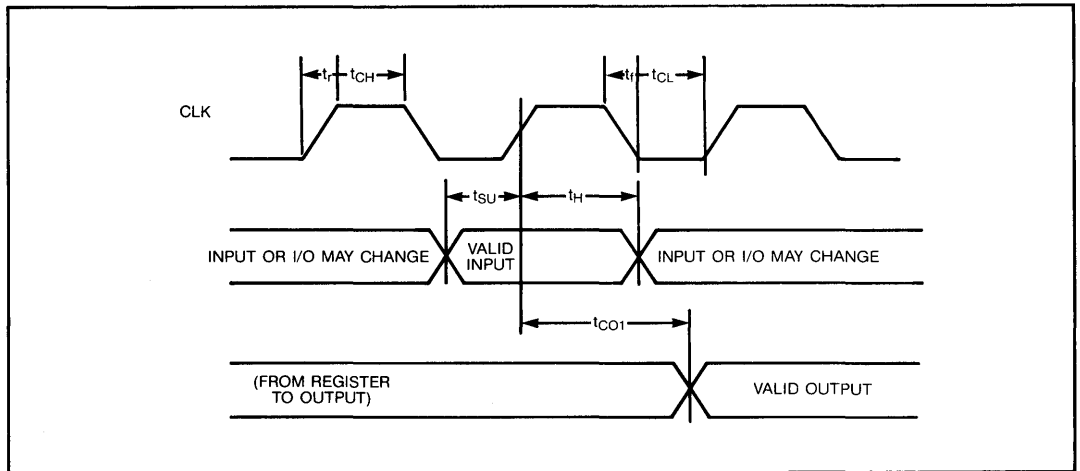 tr tCH
tf tCL
CLK
tSU
tH
INPUT OR I/O MAY CHANGE
VALID
INPUT
INPUT OR I/O MAY CHANGE
tCO1
(FROM REGISTER
TO OUTPUT)
VALID OUTPUT